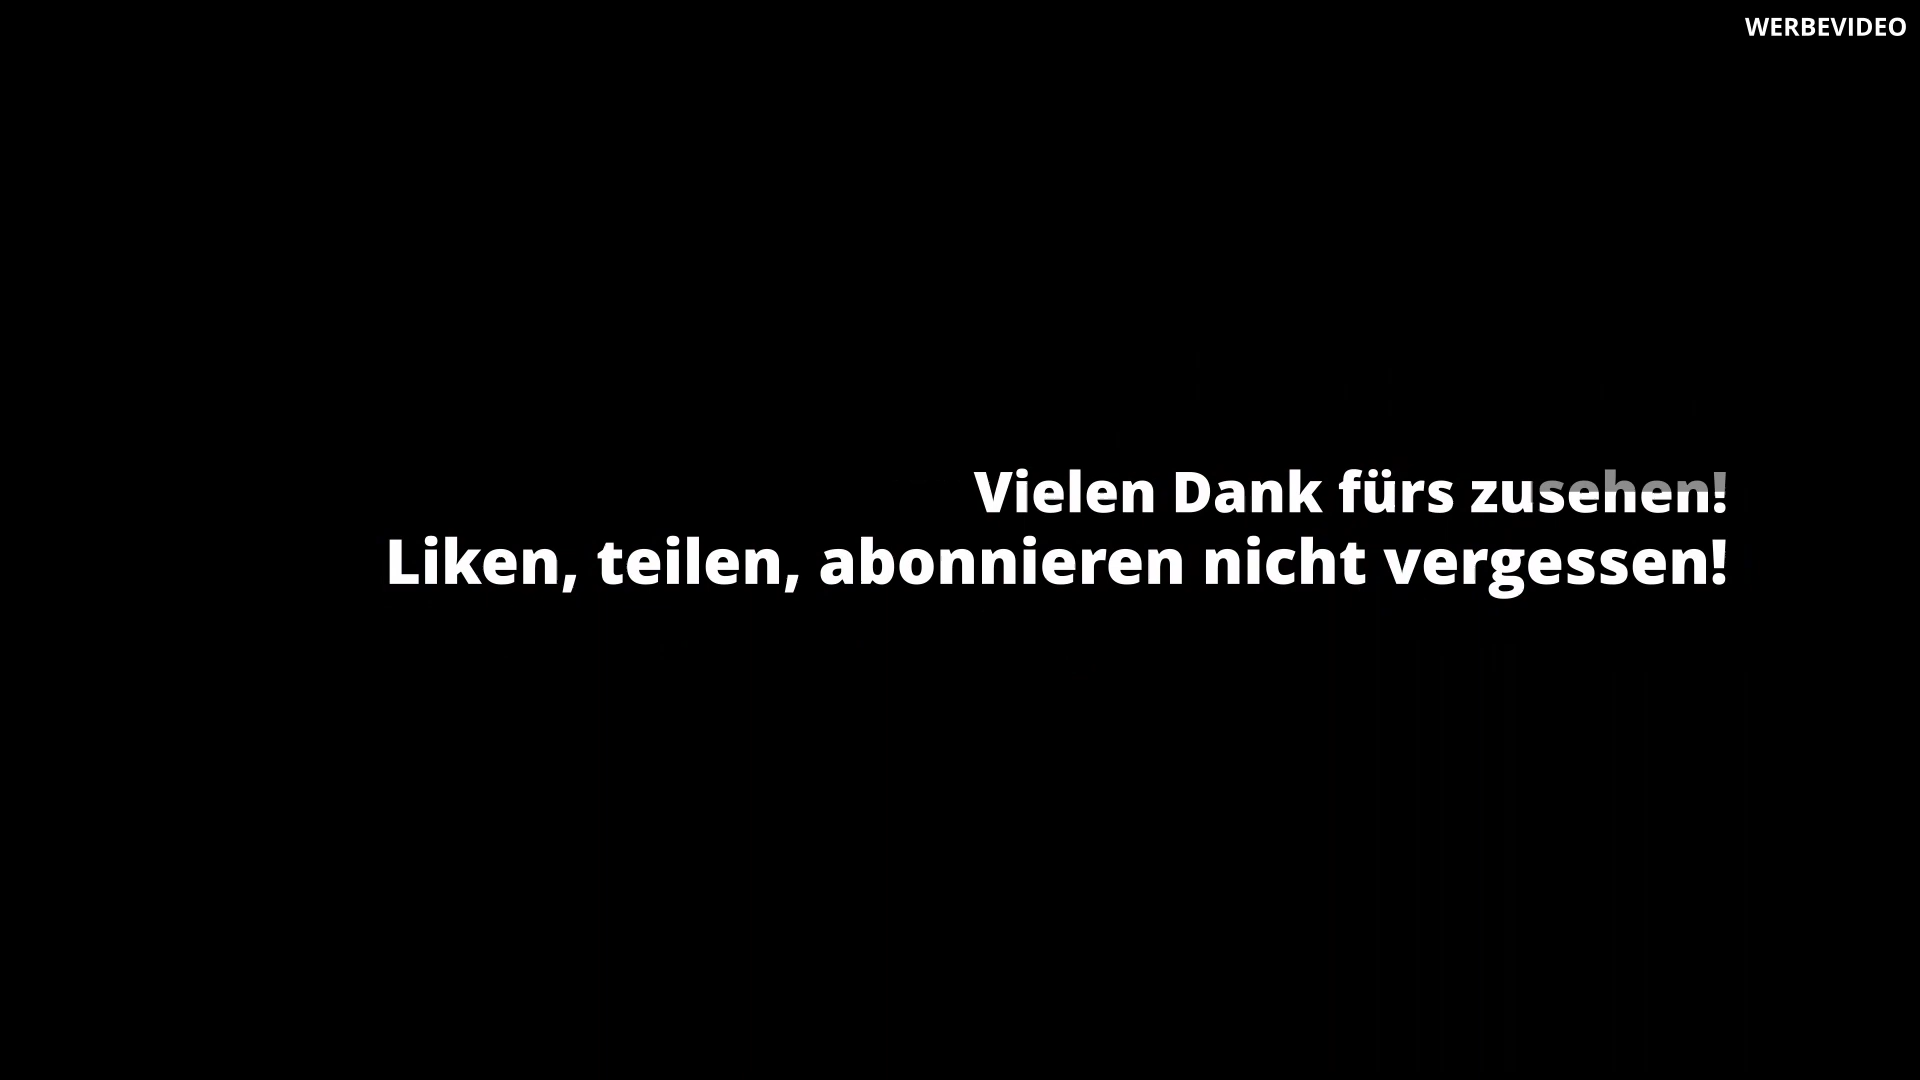 WERBEVIDEO
Vielen Dank fürs zusehen!
Liken, teilen, abonnieren nicht vergessen!